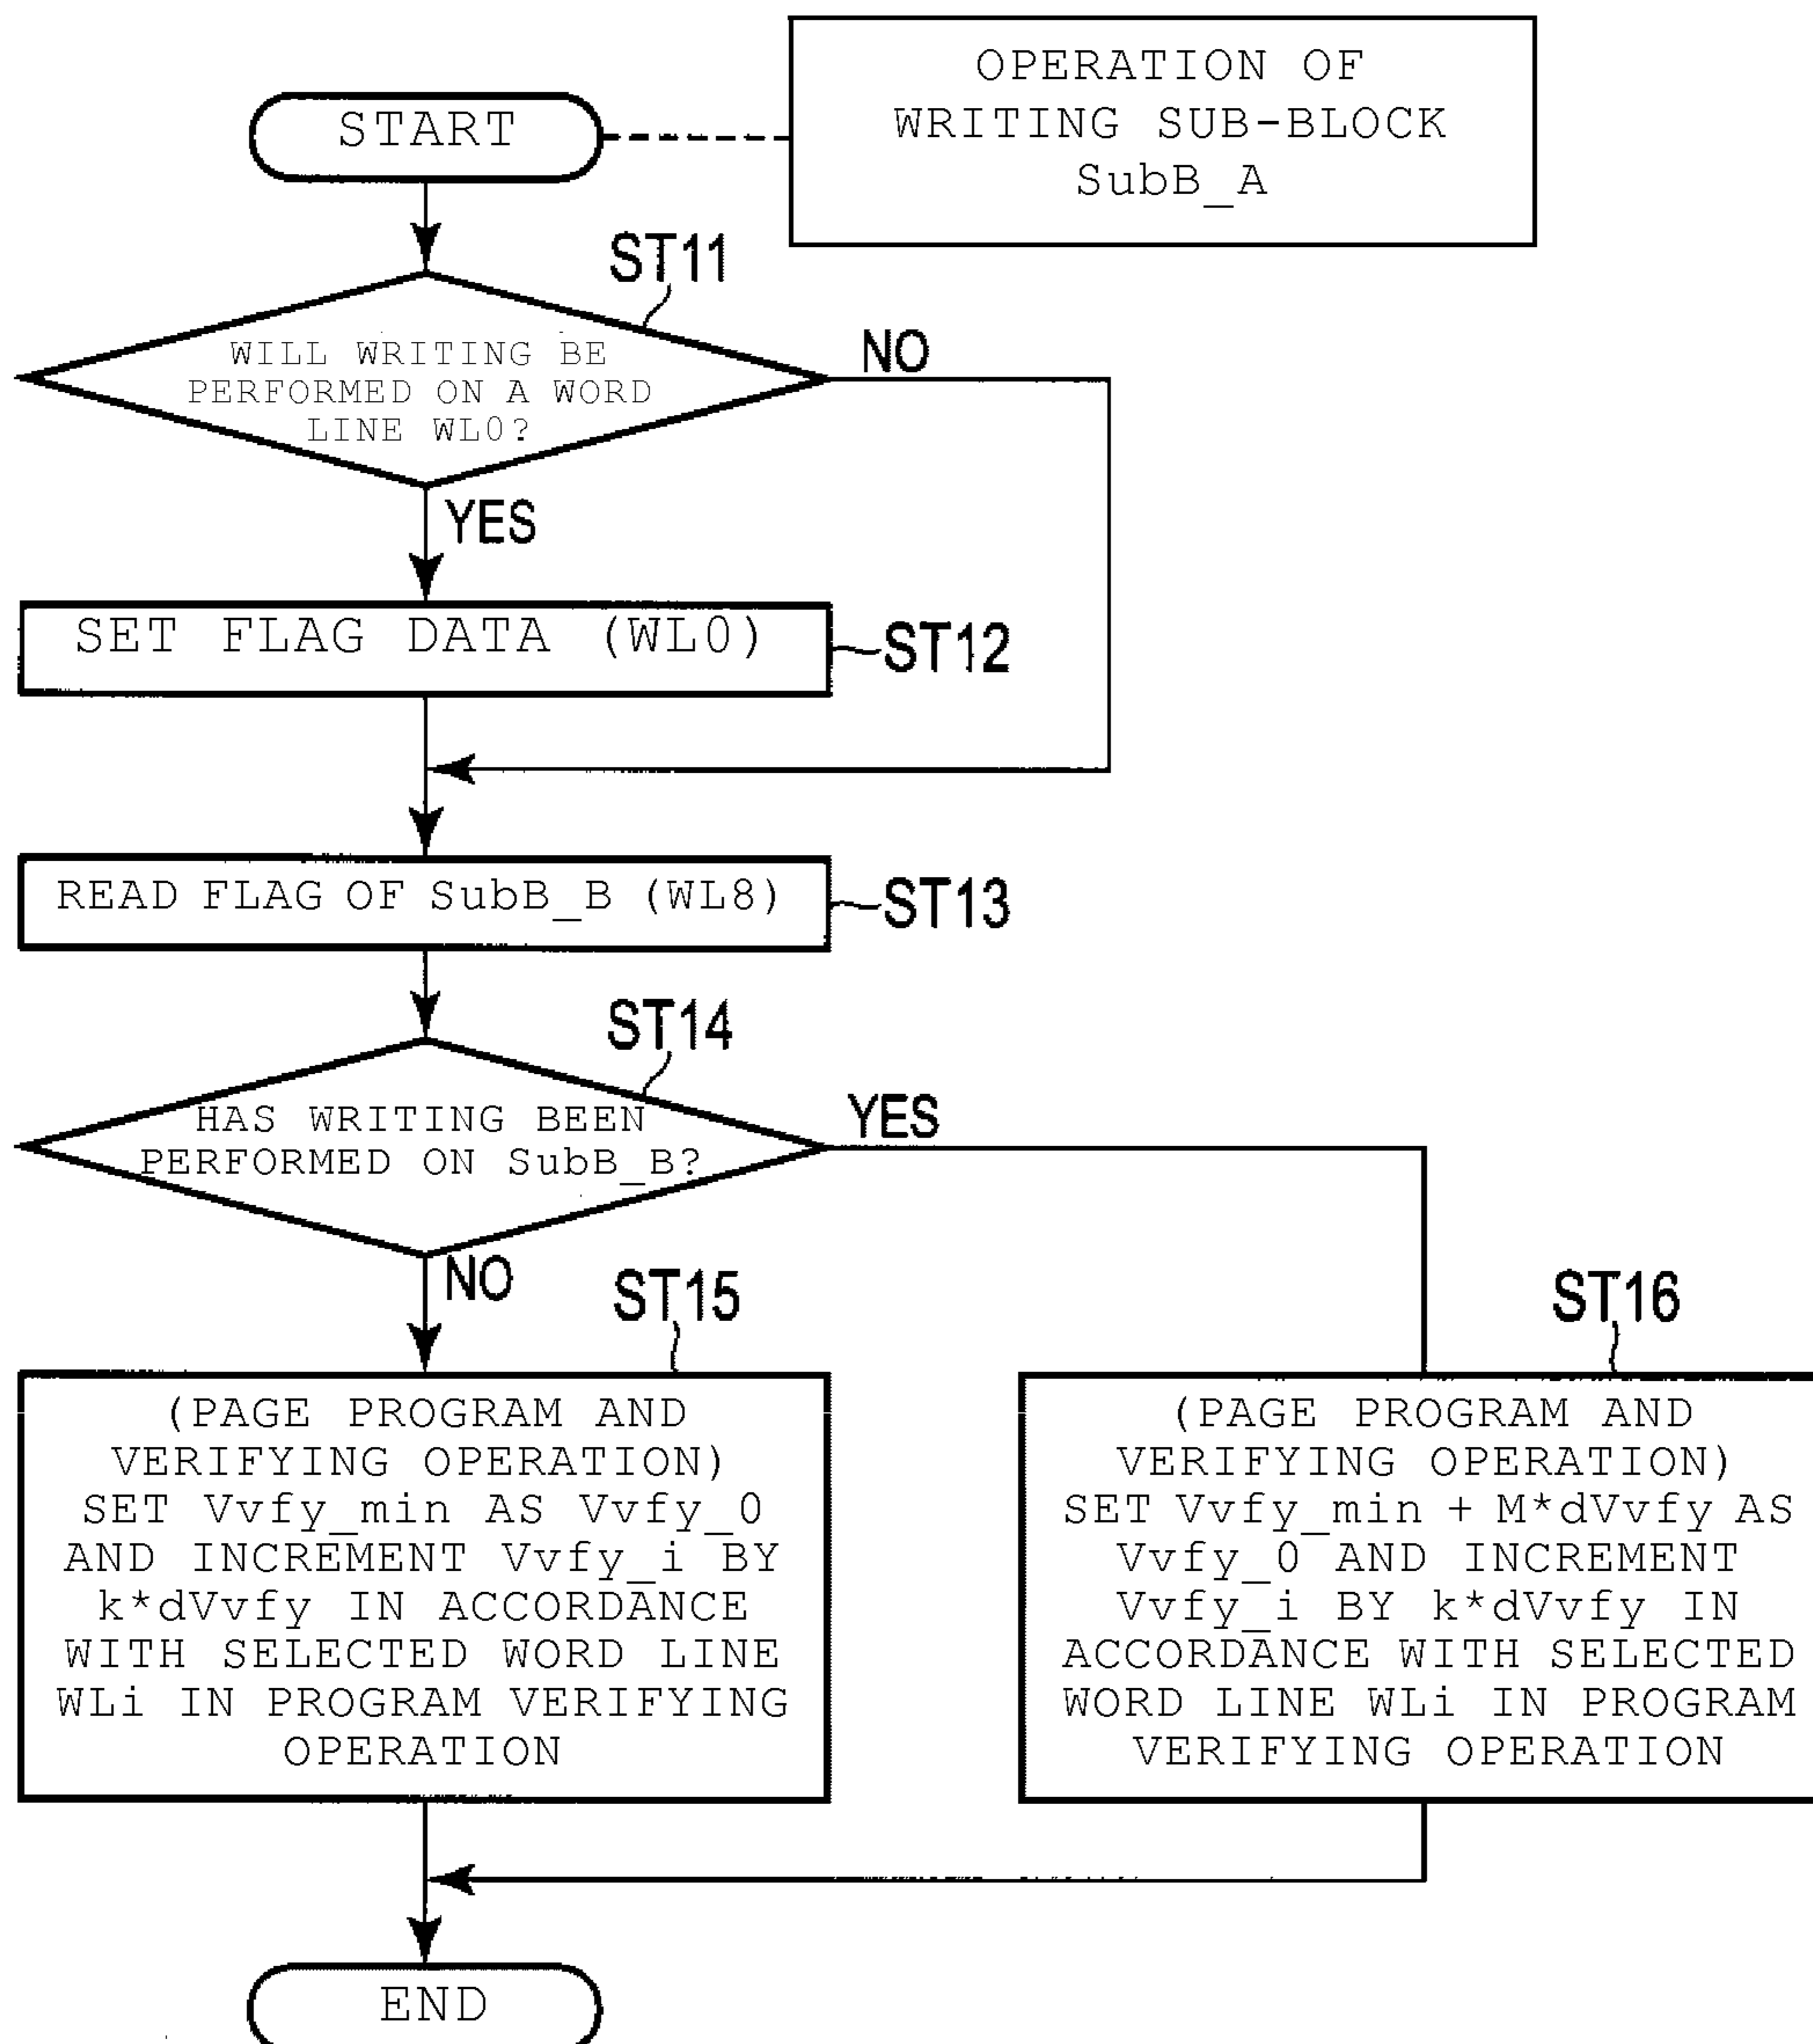 START
OPERATION OF
WRITING SUB-BLOCK
SubB_A
ST11
WILL WRITING BE
PERFORMED ON A WORD
LINE WL0?
NO
YES
SET FLAG DATA (WL0)
ST12
READ FLAG OF SubB_B (WL8)
ST13
ST14
HAS WRITING BEEN
PERFORMED ON SubB_B?
YES
NO
ST15
(PAGE PROGRAM AND
VERIFYING OPERATION)
SET Vvfy_min AS Vvfy_0
AND INCREMENT Vvfy_i BY
k*dVvfy IN ACCORDANCE
WITH SELECTED WORD LINE
WLi IN PROGRAM VERIFYING
OPERATION
ST16
(PAGE PROGRAM AND
VERIFYING OPERATION)
SET Vvfy_min + M*dVvfy AS
Vvfy_0 AND INCREMENT
Vvfy_i BY k*dVvfy IN
ACCORDANCE WITH SELECTED
WORD LINE WLi IN PROGRAM
VERIFYING OPERATION
END